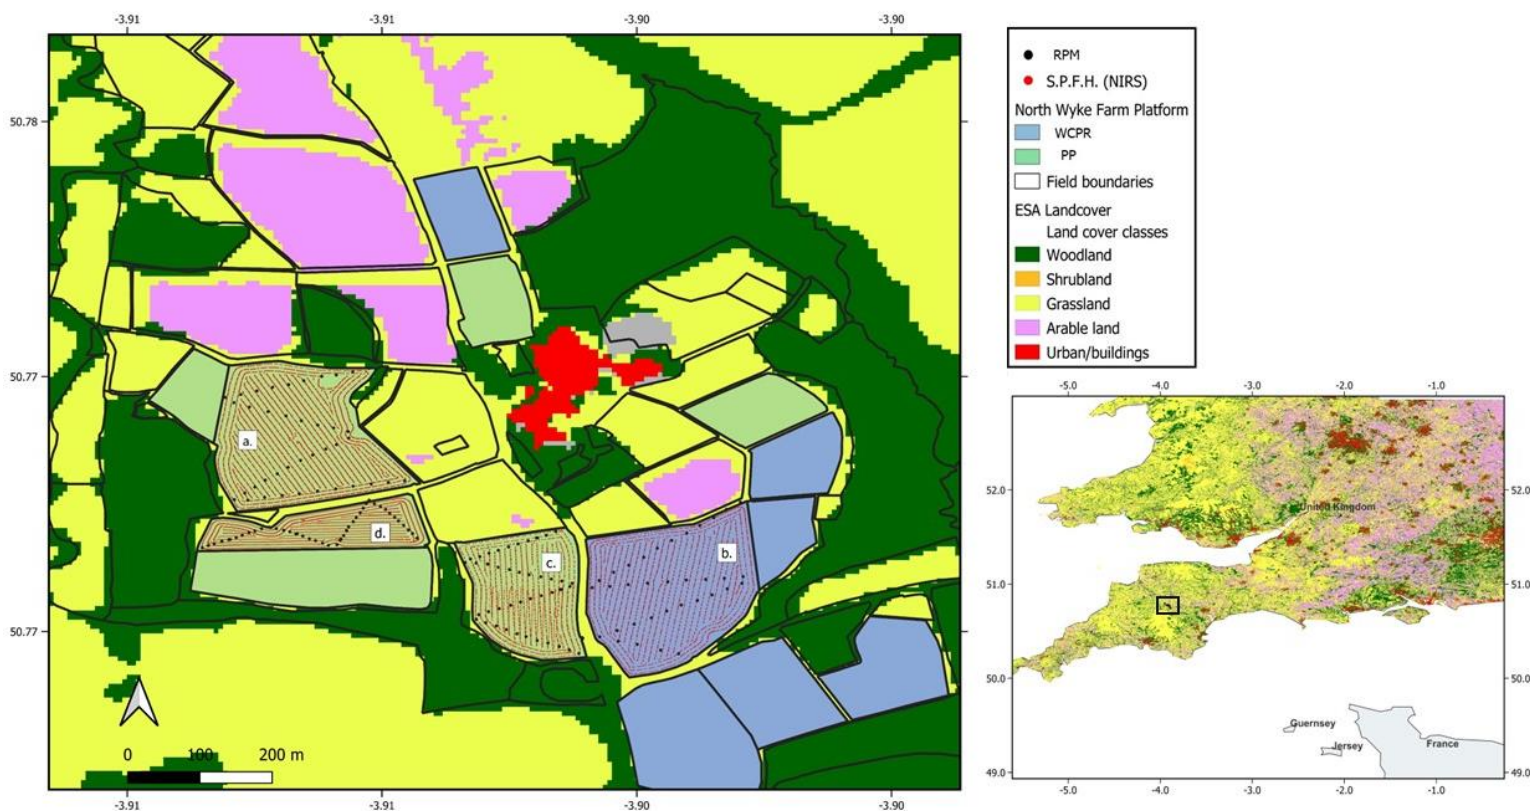 -3.91 -3.91 -3.90 -3.90
50.78
50.77
50.77
a.
b.
c.
d.
0 100 200 m
-3.91 -3.91 -3.90 -3.90
RPM
S.P.F.H. (NIRS)
North Wyke Farm Platform
WCPR
PP
Field boundaries
ESA Landcover
Land cover classes
Woodland
Shrubland
Grassland
Arable land
Urban/buildings
-5.0 -4.0 -3.0 -2.0 -1.0
52.0 52.0
United Kingdom
51.0 51.0
50.0 50.0
Guernsey
Jersey France
49.0 49.0
-5.0 -4.0 -3.0 -2.0 -1.0